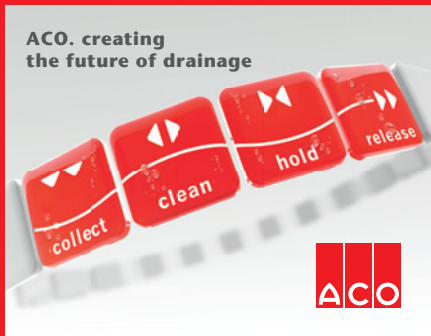 ACO. creating
the future of drainage
collect
clean
hold
release
ACO